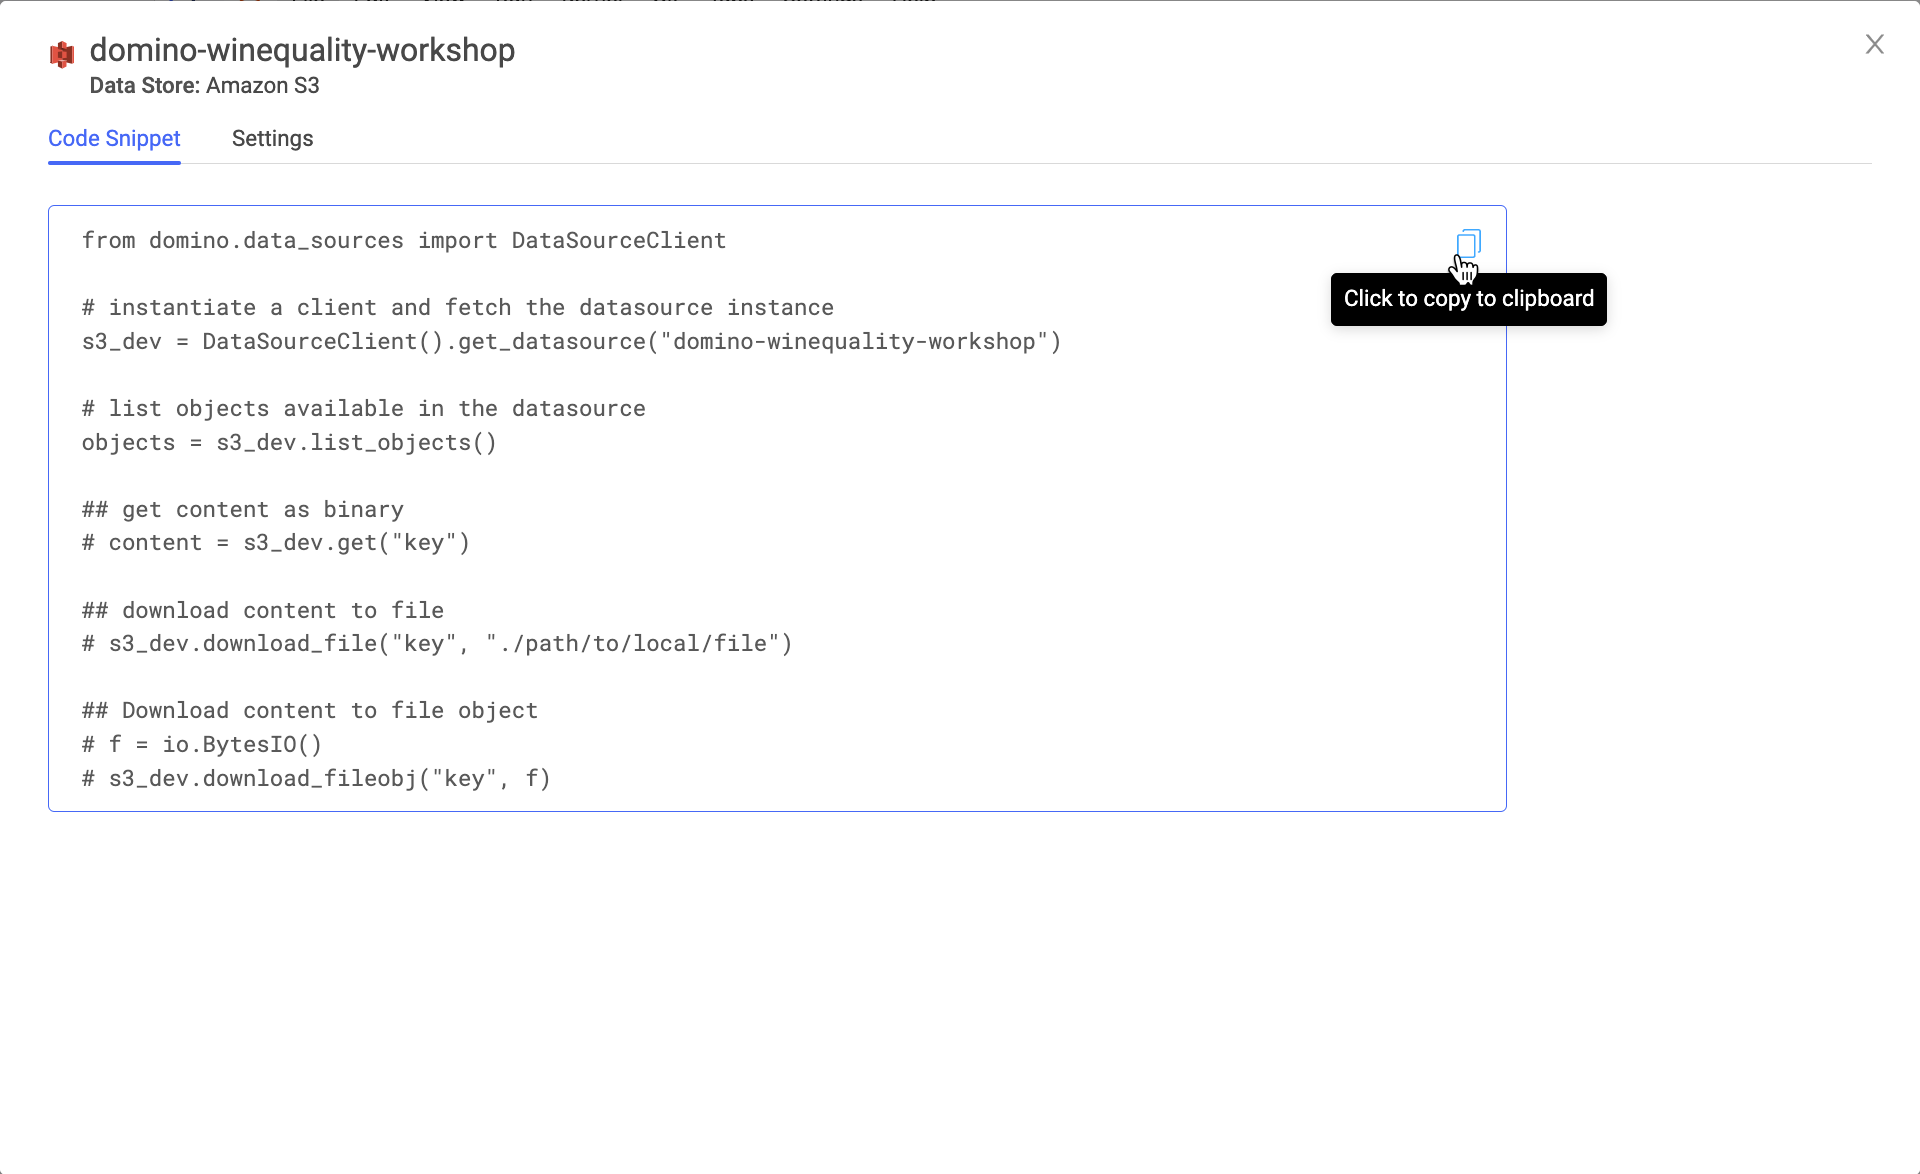 domino-winequality-workshop
Data Store: Amazon S3
Code Snippet Settings
from domino.data_sources import DataSourceClient
# instantiate a client and fetch the datasource instance
s3_dev = DataSourceClient().get_datasource("domino-winequality-workshop")
Click to copy to clipboard
# list objects available in the datasource
objects = s3_dev.list_objects()
## get content as binary
# content = s3_dev.get("key")
## download content to file
# s3_dev.download_file("key", "./path/to/local/file")
## Download content to file object
# f = io.BytesIO()
# s3_dev.download_fileobj("key", f)